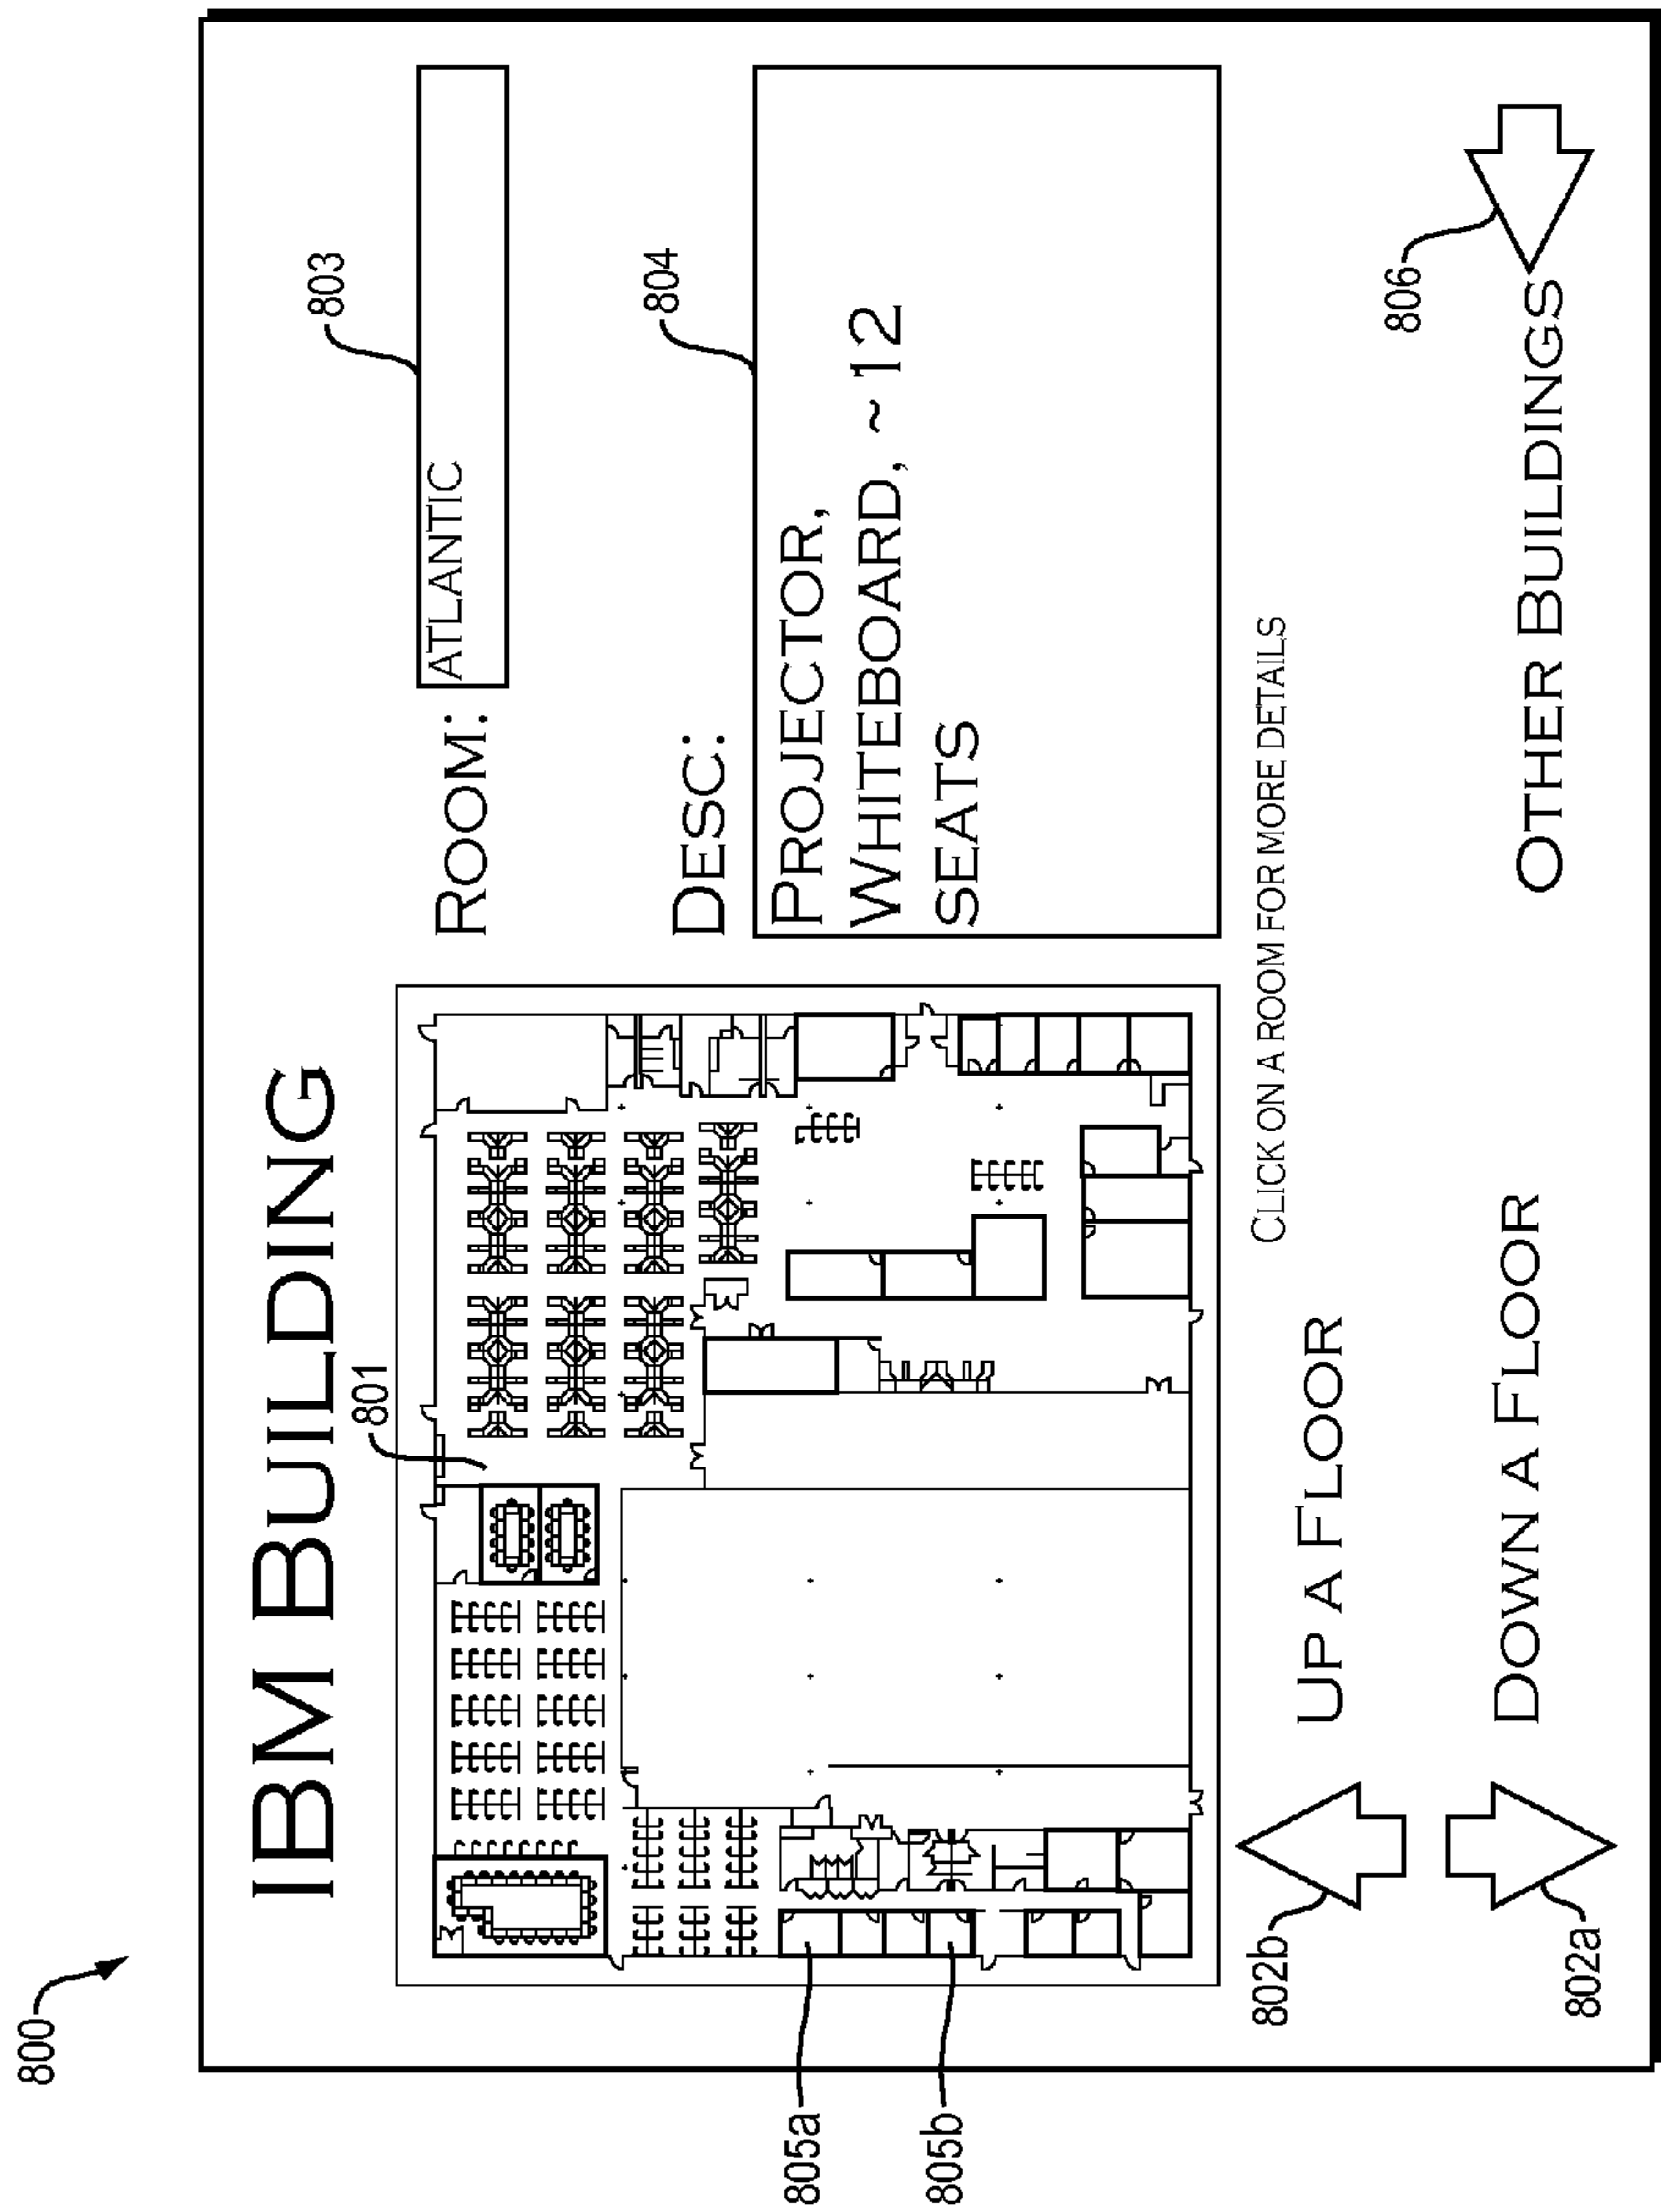 800
IBM BUILDING
801
803
ROOM:
ATLANTIC
804
DESC:
PROJECTOR,
WHITEBOARD, ~12
SEATS
805a
805b
CLICK ON A ROOM FOR MORE DETAILS
802b
UP A FLOOR
802a
DOWN A FLOOR
806
OTHER BUILDINGS